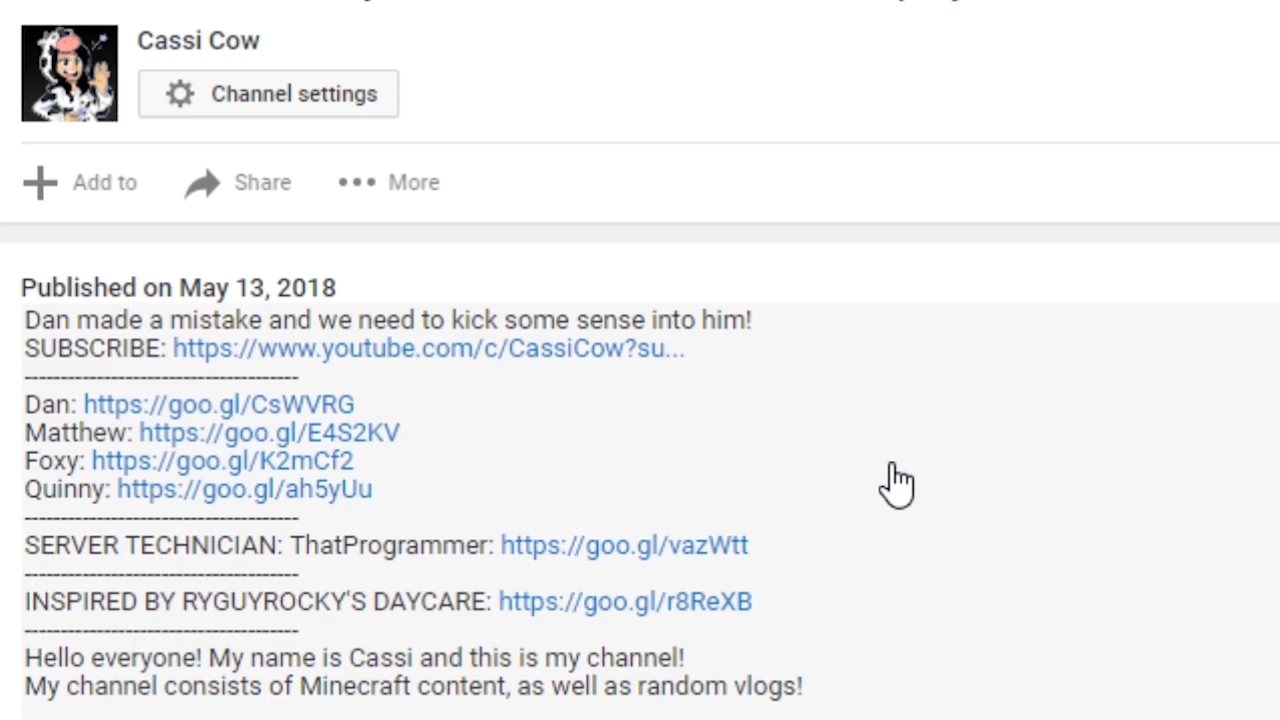 Cassi Cow
Channel settings
Add to Share More
Published on May 13, 2018
Dan made a mistake and we need to kick some sense into him!
SUBSCRIBE: https://www.youtube.com/c/CassiCow?su...
--------------------------------------
Dan: https://goo.gl/CsWVRG
Matthew: https://goo.gl/E4S2KV
Foxy: https://goo.gl/K2mCf2
Quinny: https://goo.gl/ah5yUu
--------------------------------------
SERVER TECHNICIAN: ThatProgrammer: https://goo.gl/vazWtt
--------------------------------------
INSPIRED BY RYGUYROCKY'S DAYCARE: https://goo.gl/r8ReXB
--------------------------------------
Hello everyone! My name is Cassi and this is my channel!
My channel consists of Minecraft content, as well as random vlogs!